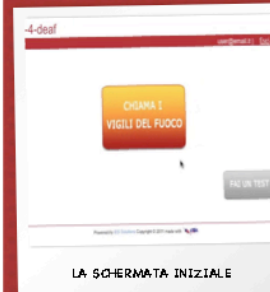 -4-deaf
CHIAMA I
VIGILI DEL FUOCO
FAI UN TEST
LA SCHERMATA INIZIALE